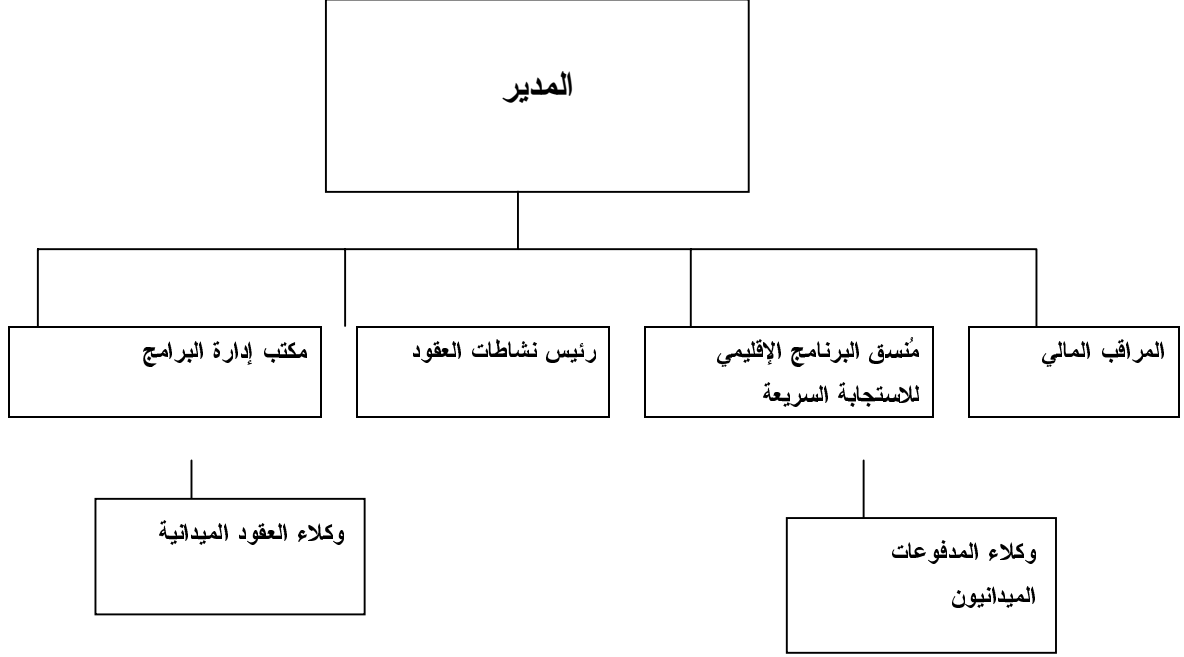 المدير
المراقب المالي
مُنسق البرنامج الإقليمي
للاستجابة السريعة
رئيس نشاطات العقود
مكتب إدارة البرامج
وكلاء المدفوعات
الميدانيون
وكلاء العقود الميدانية